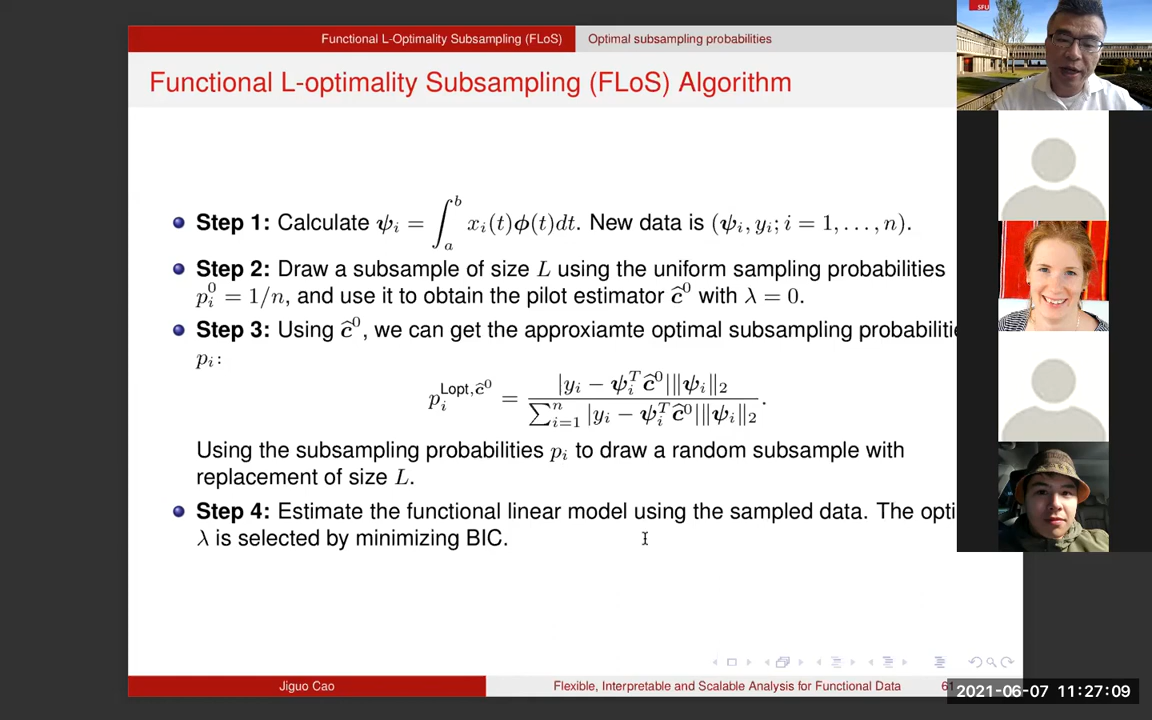 Functional L-Optimality Subsampling (FLoS) Optimal subsampling probabilities
SFU
Functional L-optimality Subsampling (FLoS) Algorithm
Step 1: Calculate ψ_i = ∫_a^b x_i(t)ϕ(t)dt. New data is (ψ_i, y_i; i = 1, . . . , n).
Step 2: Draw a subsample of size L using the uniform sampling probabilities
p_i^0 = 1/n, and use it to obtain the pilot estimator ĉ^0 with λ = 0.
Step 3: Using ĉ^0, we can get the approxiamte optimal subsampling probabiliti
p_i:
p_i^{Lopt,ĉ^0} = |y_i − ψ_i^T ĉ^0|‖ψ_i‖_2 / ∑_{i=1}^n |y_i − ψ_i^T ĉ^0|‖ψ_i‖_2 .
Using the subsampling probabilities p_i to draw a random subsample with
replacement of size L.
Step 4: Estimate the functional linear model using the sampled data. The opti
λ is selected by minimizing BIC.
Jiguo Cao Flexible, Interpretable and Scalable Analysis for Functional Data 61
2021-06-07 11:27:09